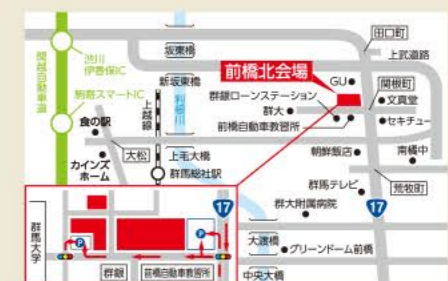 田口町
上武道路
関越自動車道
渋川
伊香保IC
坂東橋
新坂東橋
前橋北会場
GU
関根町
駒寄スマートIC
上越線
利根川
群銀ローンステーション
文真堂
群大
セキチュー
食の駅
前橋自動車教習所
大松
上毛大橋
朝鮮飯店
南橘中
カインズ
ホーム
群馬総社駅
群馬テレビ
荒牧町
群大附属病院
17
17
群馬大学
P
P
大渡橋
グリーンドーム前橋
群銀
前橋自動車教習所
中央大橋